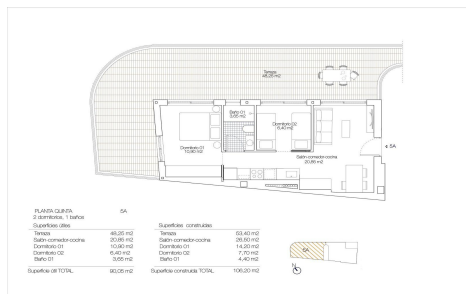 Terraza
48,25 m2
Baño 01
3,65 m2
Dormitorio 02
6,40 m2
Dormitorio 01
10,90 m2
Salón-comedor-cocina
20,85 m2
5A
PLANTA QUINTA 5A
2 dormitorios, 1 baños
Superficies útiles Superficies construidas
Terraza 48,25 m2 Terraza 53,40 m2
Salón-comedor-cocina 20,85 m2 Salón-comedor-cocina 26,50 m2
Dormitorio 01 10,90 m2 Dormitorio 01 14,20 m2
Dormitorio 02 6,40 m2 Dormitorio 02 7,70 m2
Baño 01 3,65 m2 Baño 01 4,40 m2
Superficie útil TOTAL 90,05 m2 Superficie construida TOTAL 106,20 m2
5A
N